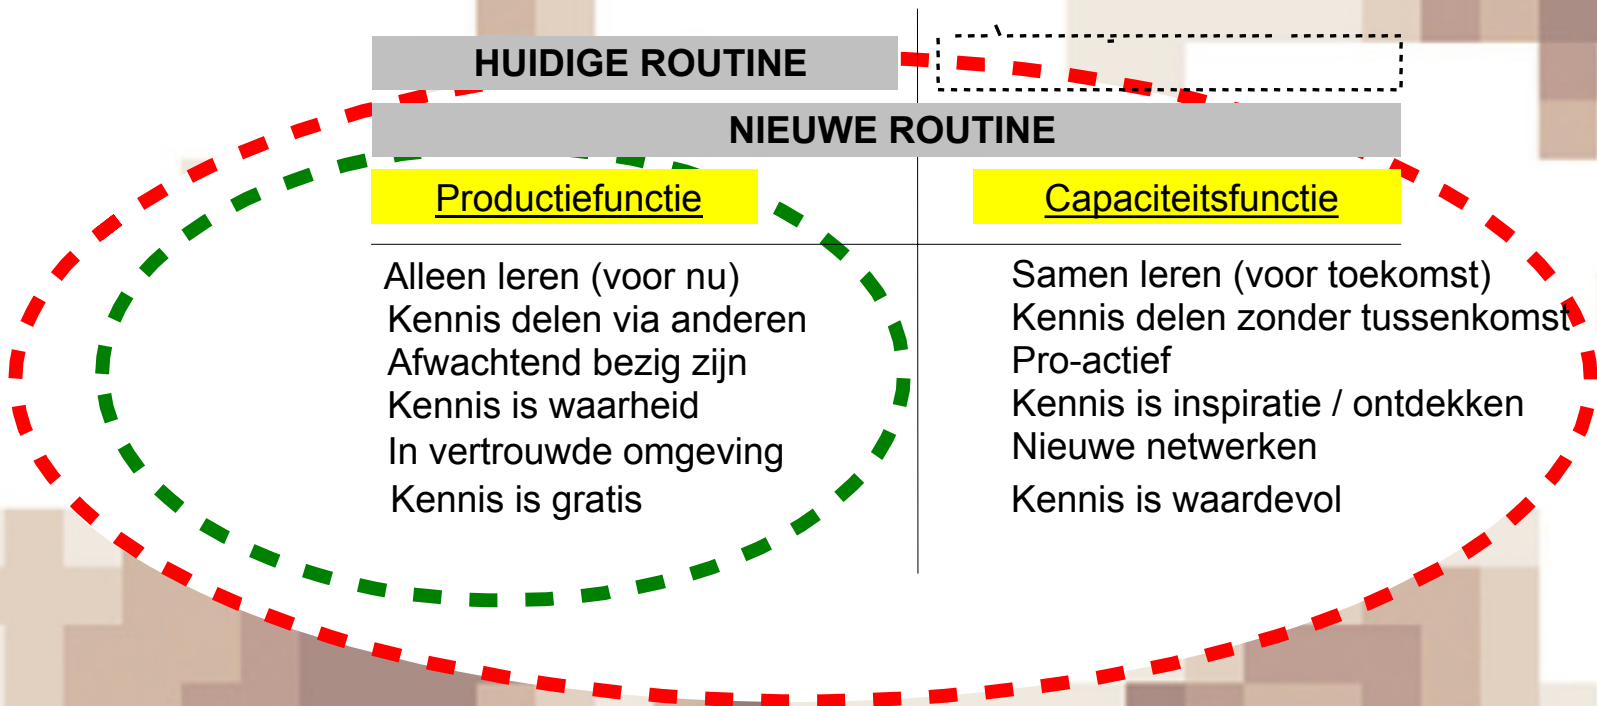 HUIDIGE ROUTINE
NIEUWE ROUTINE
Productiefunctie
Capaciteitsfunctie
Alleen leren (voor nu)
Kennis delen via anderen
Afwachtend bezig zijn
Kennis is waarheid
In vertrouwde omgeving
Kennis is gratis
Samen leren (voor toekomst)
Kennis delen zonder tussenkomst
Pro-actief
Kennis is inspiratie / ontdekken
Nieuwe netwerken
Kennis is waardevol